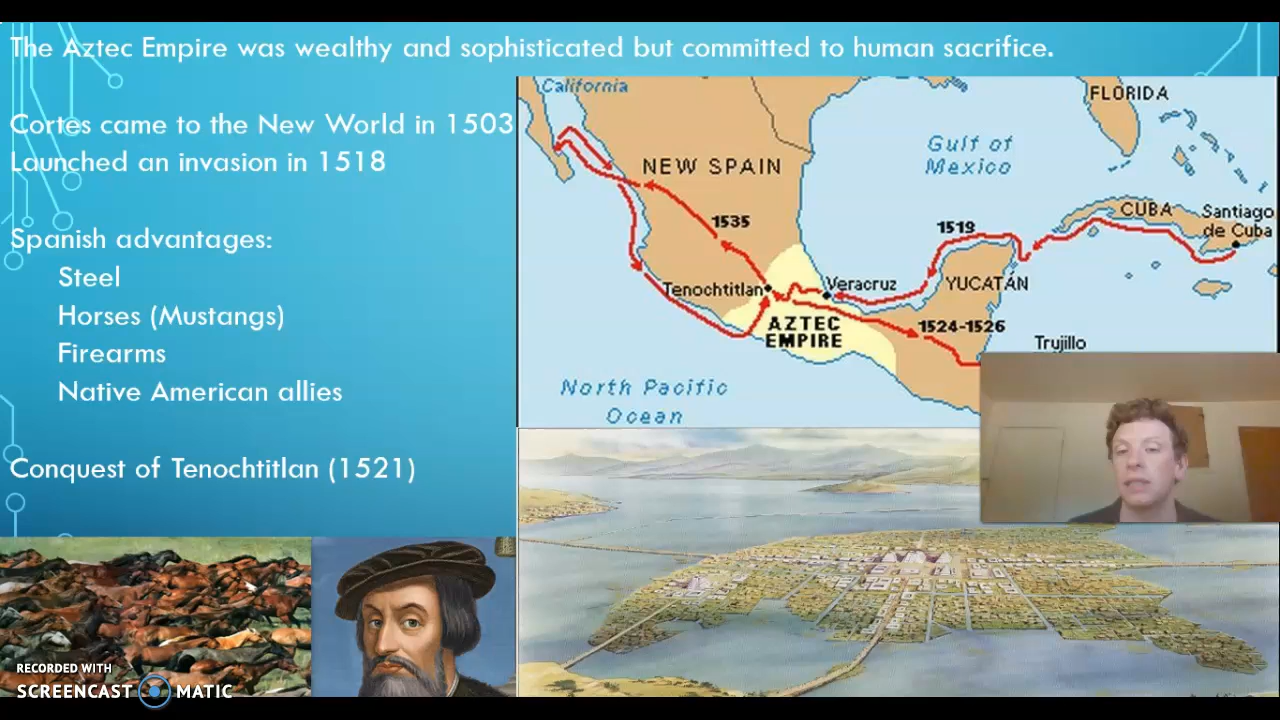 The Aztec Empire was wealthy and sophisticated but committed to human sacrifice.
Cortes came to the New World in 1503
Launched an invasion in 1518
Spanish advantages:
Steel
Horses (Mustangs)
Firearms
Native American allies
Conquest of Tenochtitlan (1521)
California
FLORIDA
Gulf of
Mexico
NEW SPAIN
CUBA
Santiago
de Cuba
1535
1519
Tenochtitlan
Veracruz
YUCATÁN
AZTEC
EMPIRE
1524-1526
Trujillo
North Pacific
Ocean
RECORDED WITH
SCREENCAST MATIC